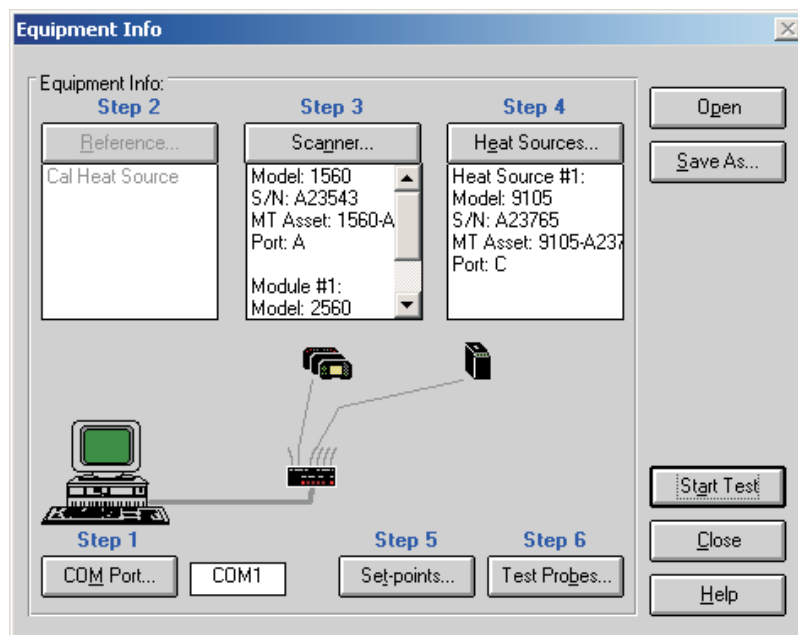 Equipment Info
Equipment Info:
Step 2
Reference...
Cal Heat Source
Step 3
Scanner...
Model: 1560
S/N: A23543
MT Asset: 1560-A
Port: A
Module #1:
Model: 2560
Step 4
Heat Sources...
Heat Source #1:
Model: 9105
S/N: A23765
MT Asset: 9105-A237
Port: C
Open
Save As...
Step 1
COM Port...
COM1
Step 5
Set-points...
Step 6
Test Probes...
Start Test
Close
Help